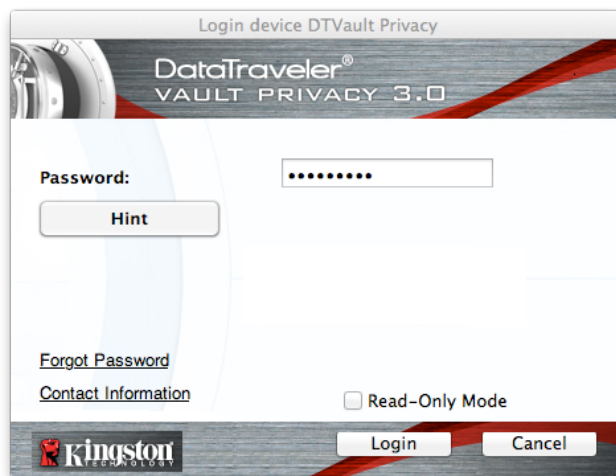 Login device DTVault Privacy
DataTraveler®
VAULT PRIVACY 3.0
Password:
•••••••••
Hint
Forgot Password
Contact Information
Read-Only Mode
Kingston
TECHNOLOGY
Login
Cancel